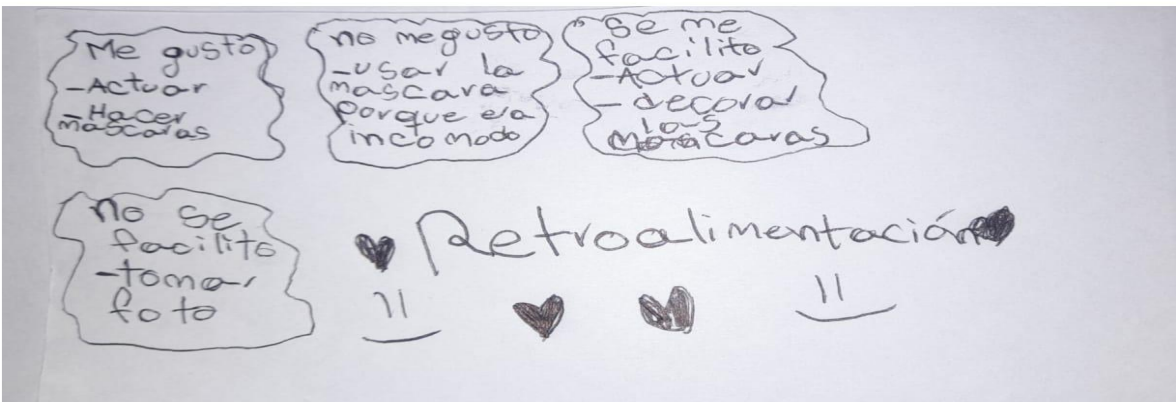 Me gusto
-Actuar
-Hacer
mascaras
no me gusto
-usar la
mascara
porque era
incomodo
se me
facilito
-Actuar
- decorar
las
mascaras
no se
facilito
-tomar
foto
Retroalimentación